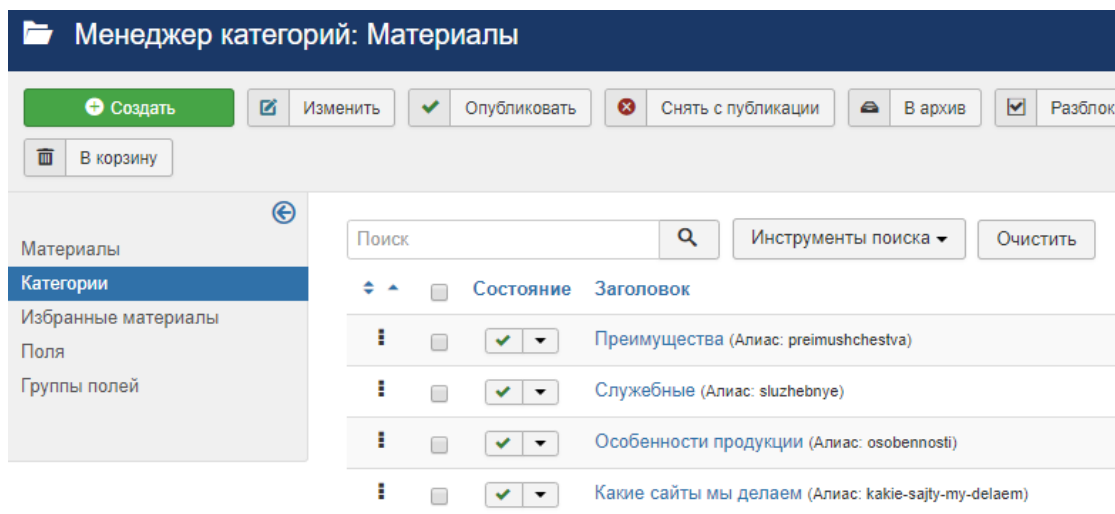 Менеджер категорий: Материалы
Создать Изменить Опубликовать Снять с публикации В архив Разблок
В корзину
Материалы
Категории
Избранные материалы
Поля
Группы полей
Поиск Инструменты поиска Очистить
Состояние Заголовок
Преимущества (Алиас: preimushchestva)
Служебные (Алиас: sluzhebnye)
Особенности продукции (Алиас: osobennosti)
Какие сайты мы делаем (Алиас: kakie-sajty-my-delaem)